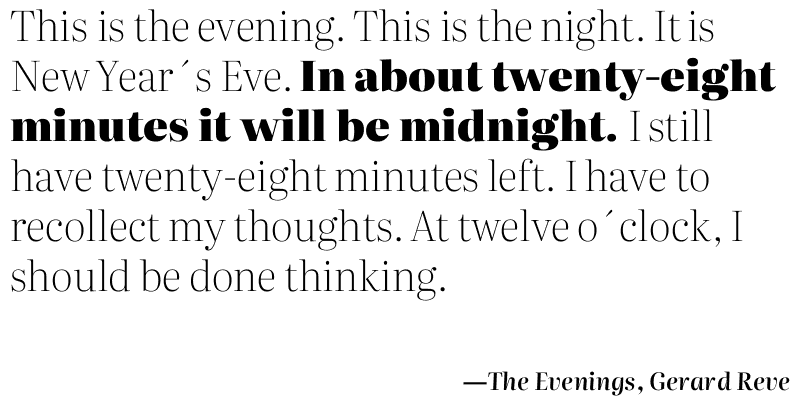 This is the evening. This is the night. It is
New Year´s Eve. In about twenty-eight
minutes it will be midnight. I still
have twenty-eight minutes left. I have to
recollect my thoughts. At twelve o´clock, I
should be done thinking.
—The Evenings, Gerard Reve